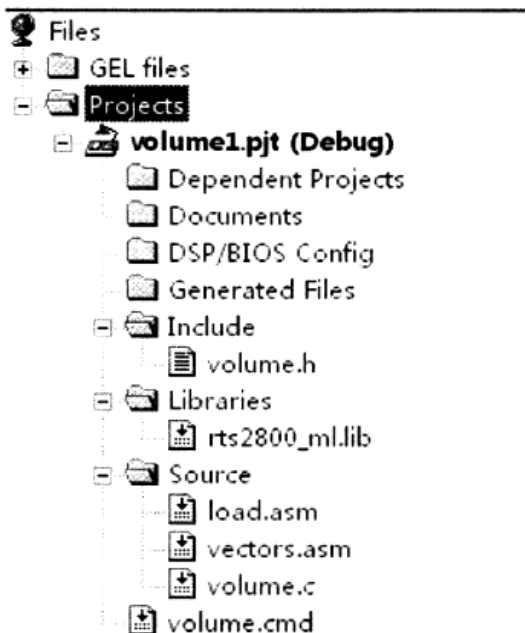 Files
GEL files
Projects
volume1.pjt (Debug)
Dependent Projects
Documents
DSP/BIOS Config
Generated Files
Include
volume.h
Libraries
rts2800_ml.lib
Source
load.asm
vectors.asm
volume.c
volume.cmd